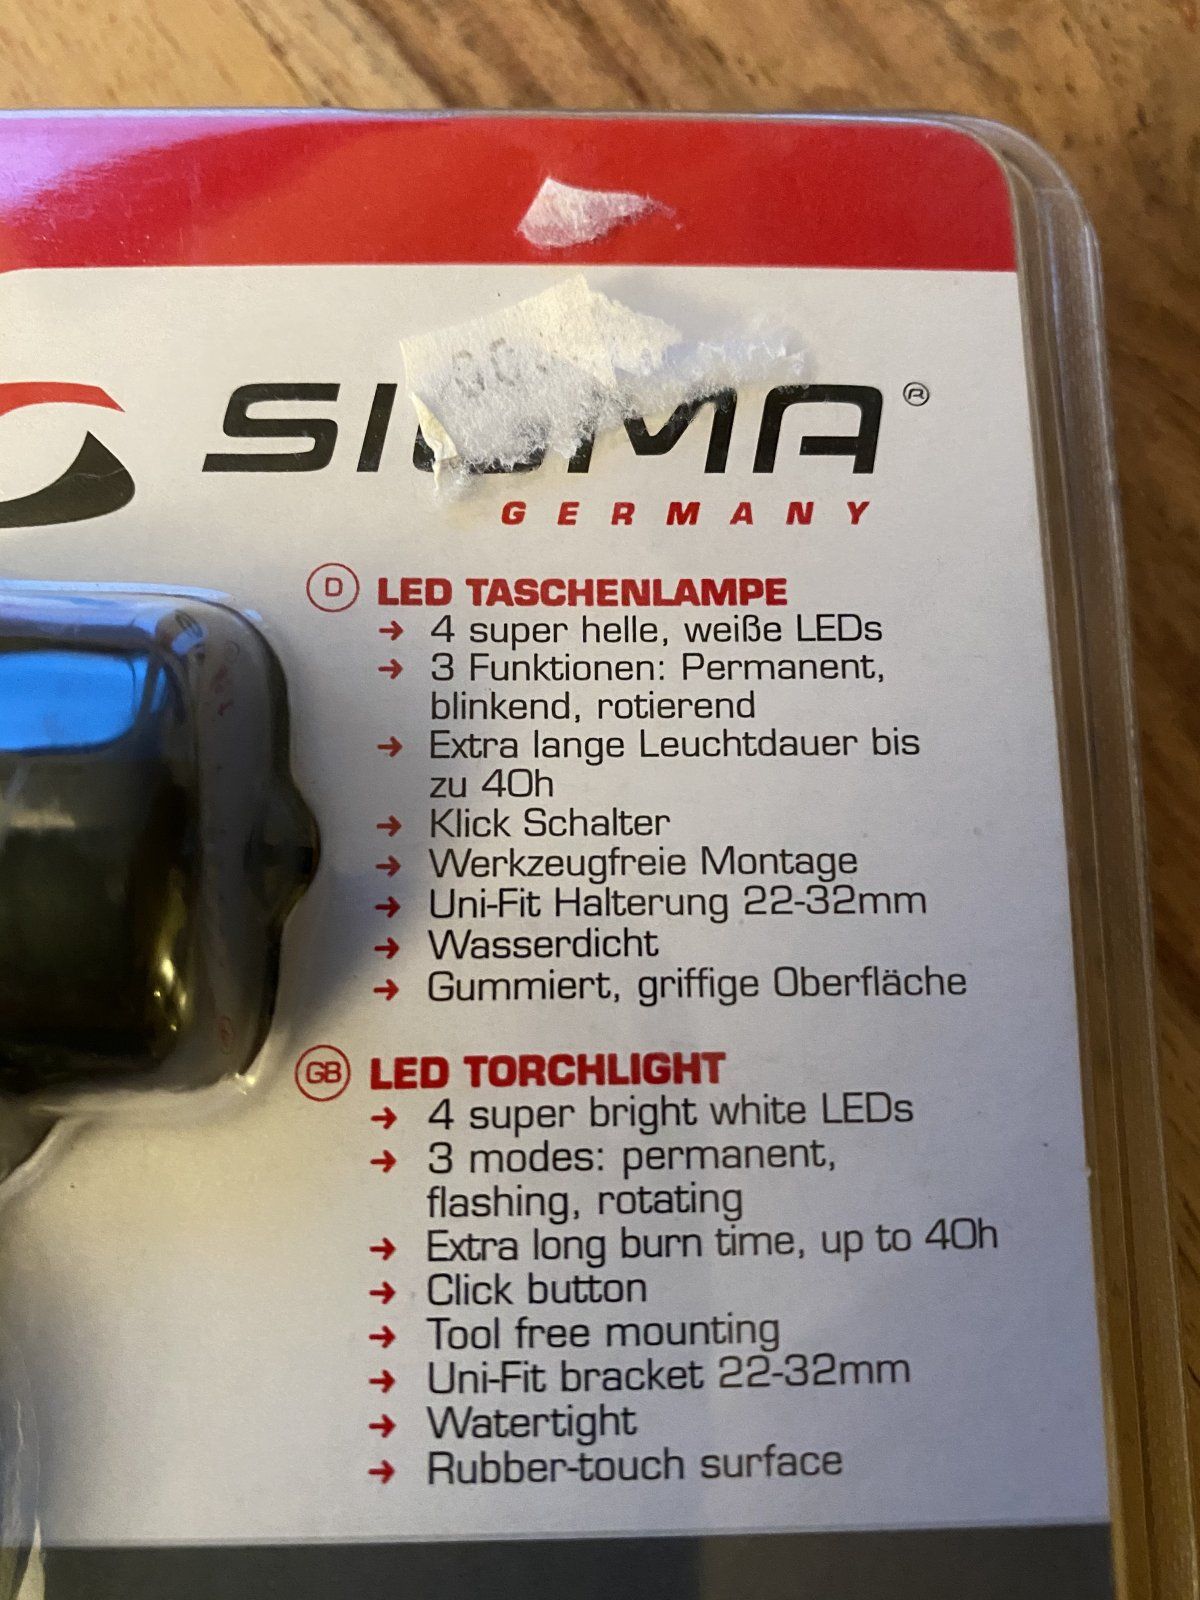 SIGMA®
GERMANY
D LED TASCHENLAMPE
→ 4 super helle, weiße LEDs
→ 3 Funktionen: Permanent,
blinkend, rotierend
→ Extra lange Leuchtdauer bis
zu 40h
→ Klick Schalter
→ Werkzeugfreie Montage
→ Uni-Fit Halterung 22-32mm
→ Wasserdicht
→ Gummiert, griffige Oberfläche
GB LED TORCHLIGHT
→ 4 super bright white LEDs
→ 3 modes: permanent,
flashing, rotating
→ Extra long burn time, up to 40h
→ Click button
→ Tool free mounting
→ Uni-Fit bracket 22-32mm
→ Watertight
→ Rubber-touch surface